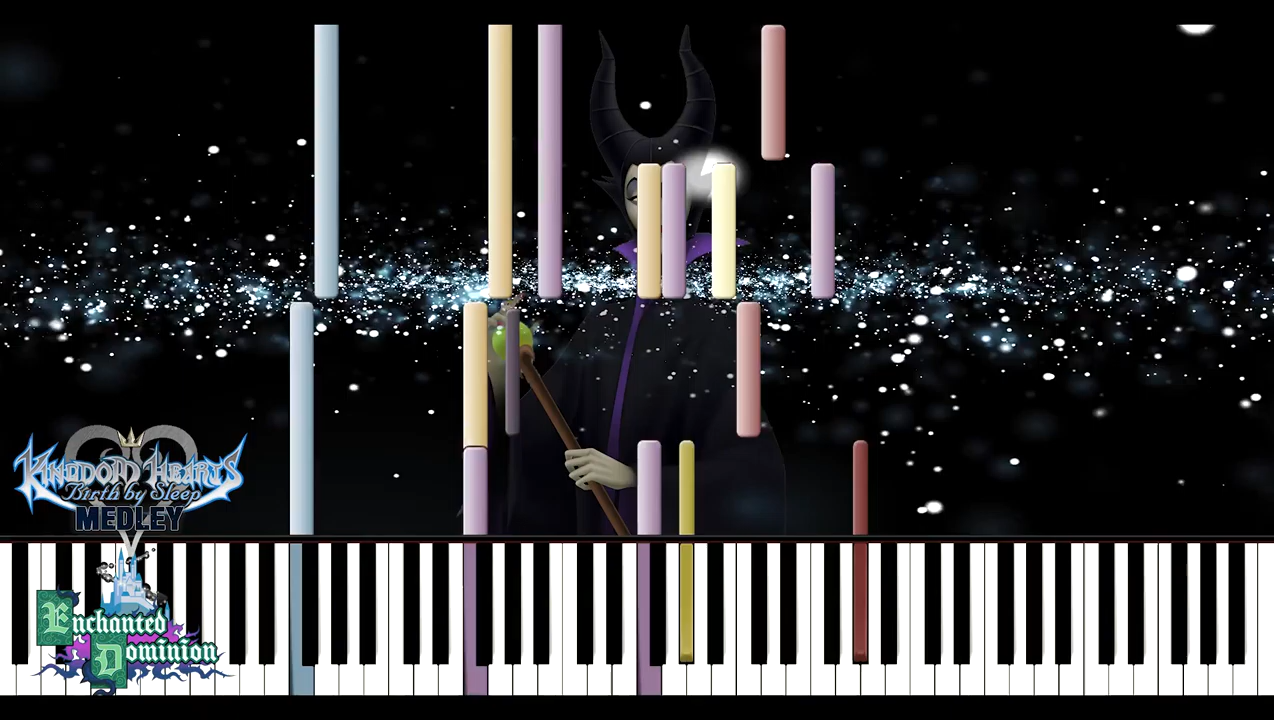 KINGDOM HEARTS
Birth by Sleep
MEDLEY
Enchanted
Dominion